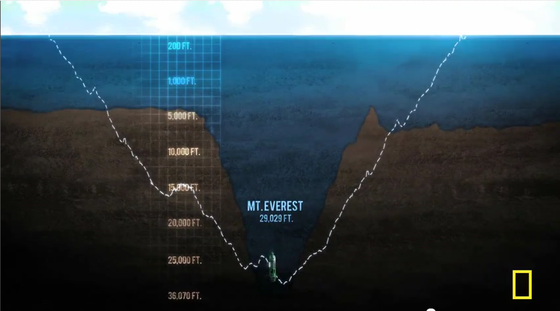 200 FT.
1,000 FT.
5,000 FT.
10,000 FT.
15,000 FT.
MT. EVEREST
29,029 FT.
20,000 FT.
25,000 FT.
36,070 FT.